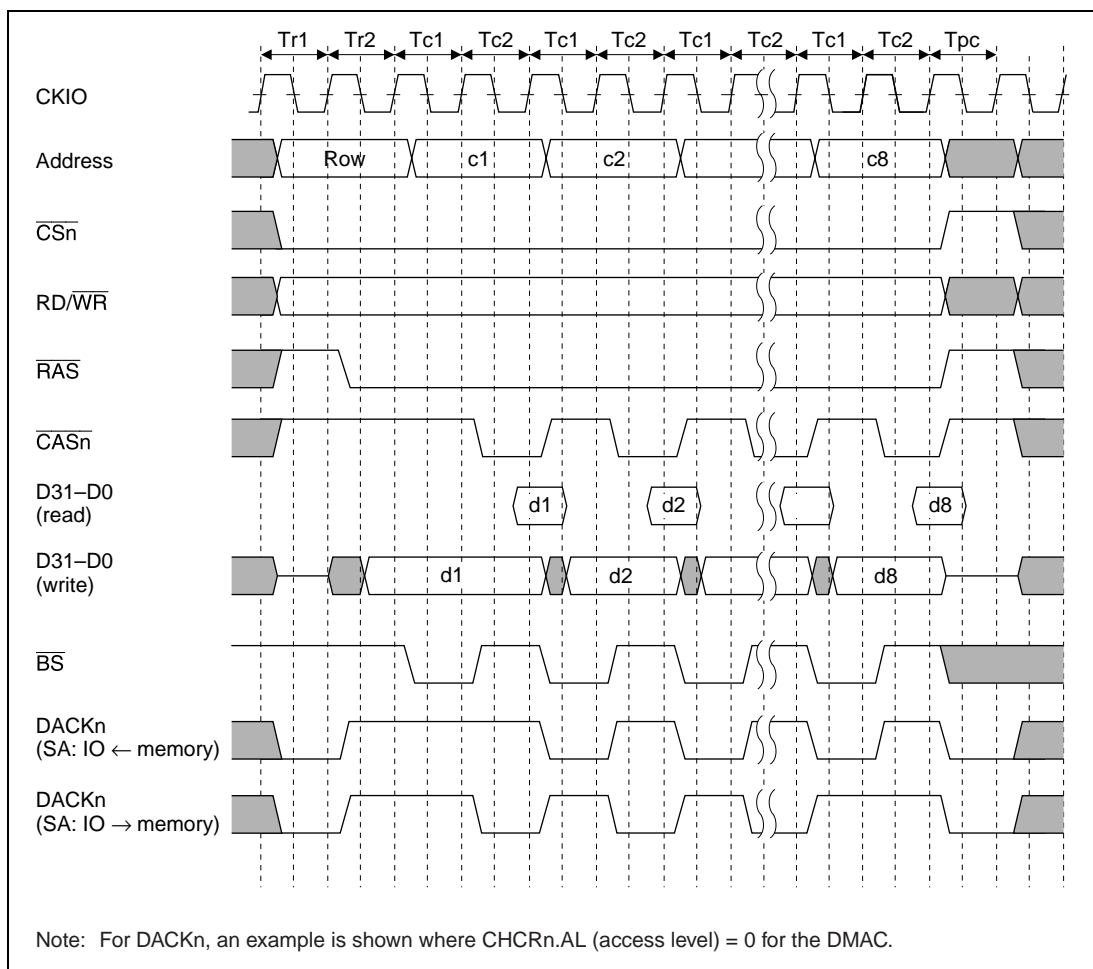 Tr1 Tr2 Tc1 Tc2 Tc1 Tc2 Tc1 Tc2 Tc1 Tc2 Tpc
CKIO
Address
Row c1 c2 c8
CSn
RD/WR
RAS
CASn
D31–D0
(read)
d1 d2 d8
D31–D0
(write)
d1 d2 d8
BS
DACKn
(SA: IO ← memory)
DACKn
(SA: IO → memory)
Note: For DACKn, an example is shown where CHCRn.AL (access level) = 0 for the DMAC.